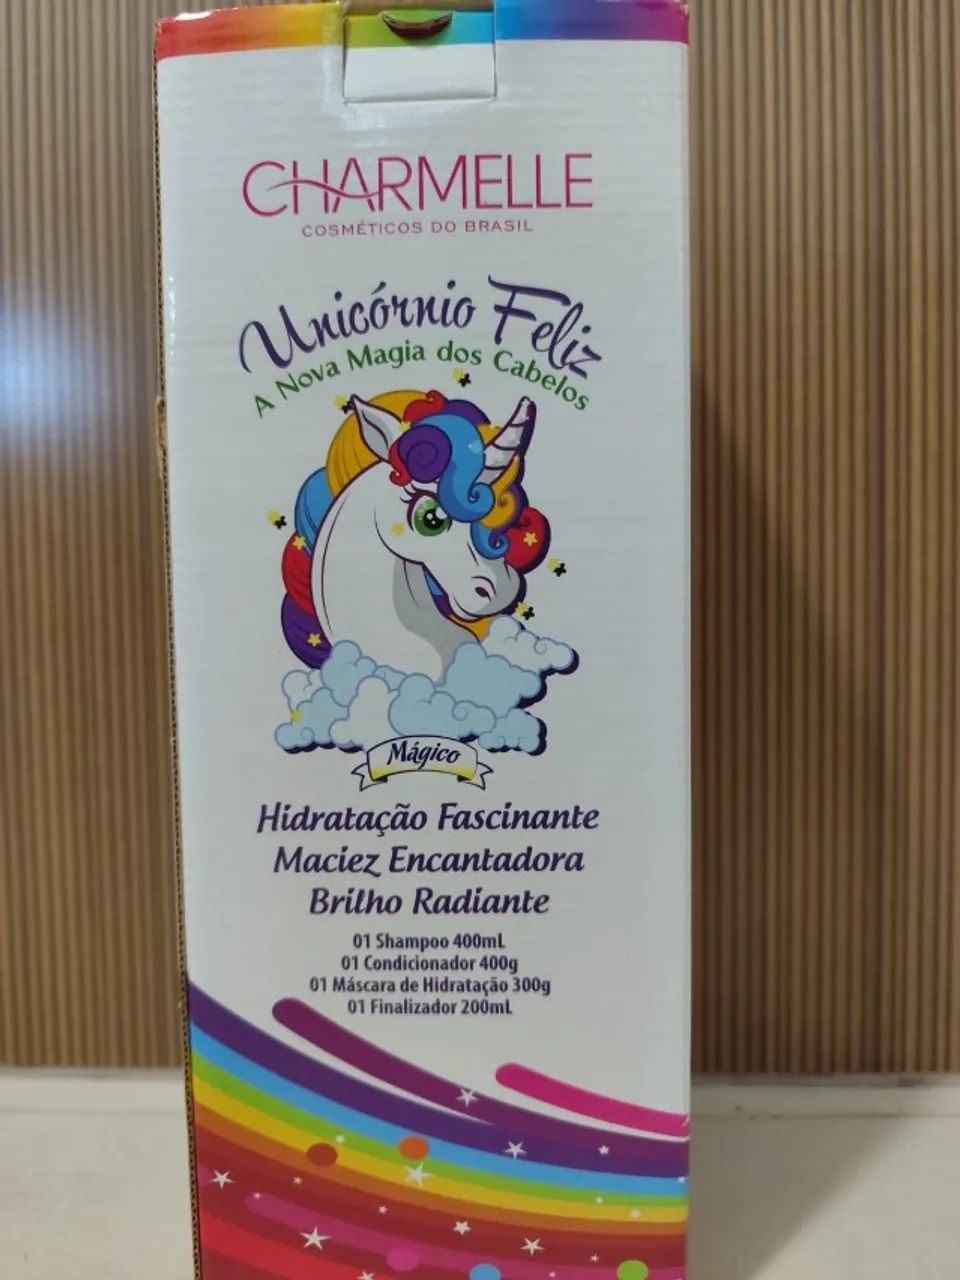 CHARMELLE
COSMÉTICOS DO BRASIL
Unicórnio Feliz
A Nova Magia dos Cabelos
Mágico
Hidratação Fascinante
Maciez Encantadora
Brilho Radiante
01 Shampoo 400mL
01 Condicionador 400g
01 Máscara de Hidratação 300g
01 Finalizador 200mL